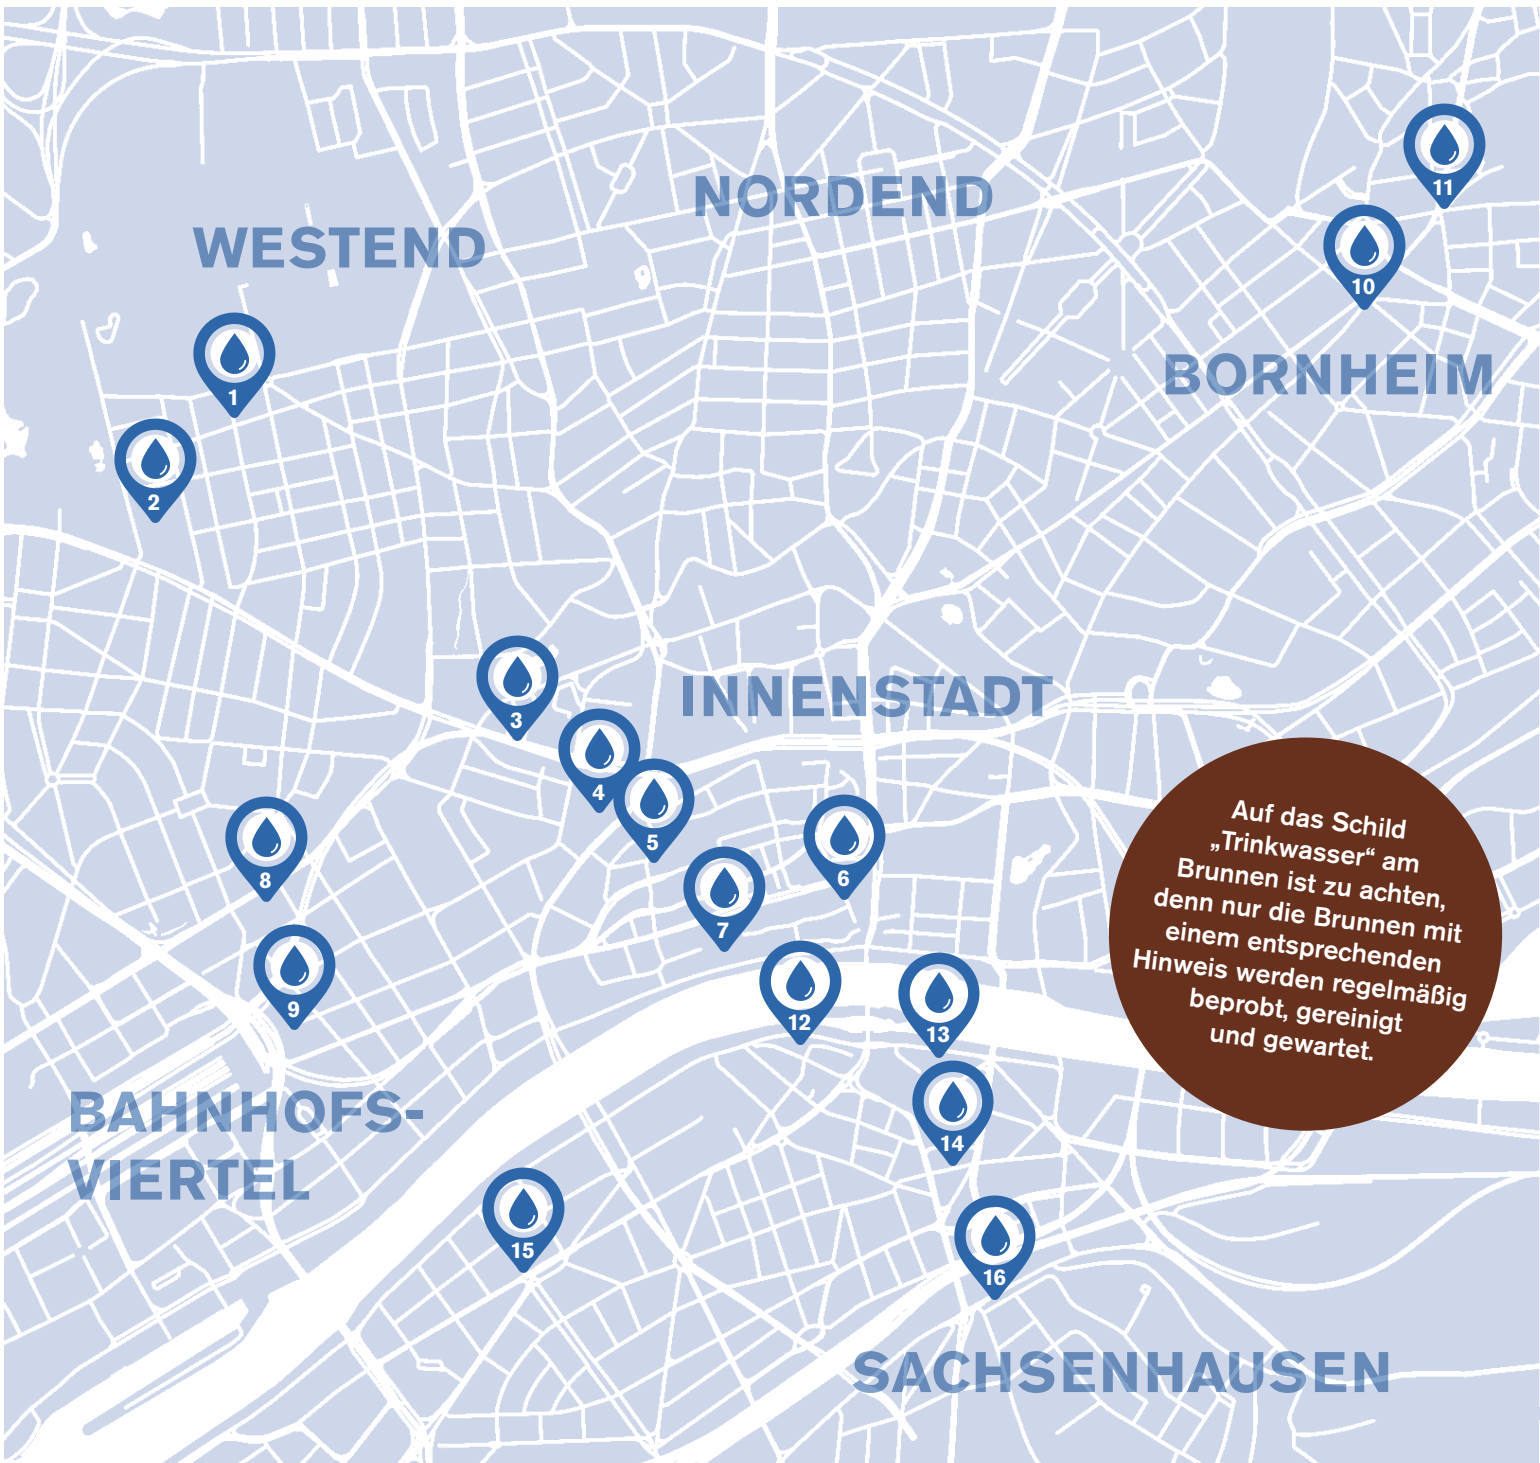 NORDEND
WESTEND
11
10
BORNHEIM
1
2
3
INNENSTADT
4
5
6
7
8
9
Auf das Schild
„Trinkwasser“ am
Brunnen ist zu achten,
denn nur die Brunnen mit
einem entsprechenden
Hinweis werden regelmäßig
beprobt, gereinigt
und gewartet.
12
13
14
BAHNHOFS-
VIERTEL
15
16
SACHSENHAUSEN